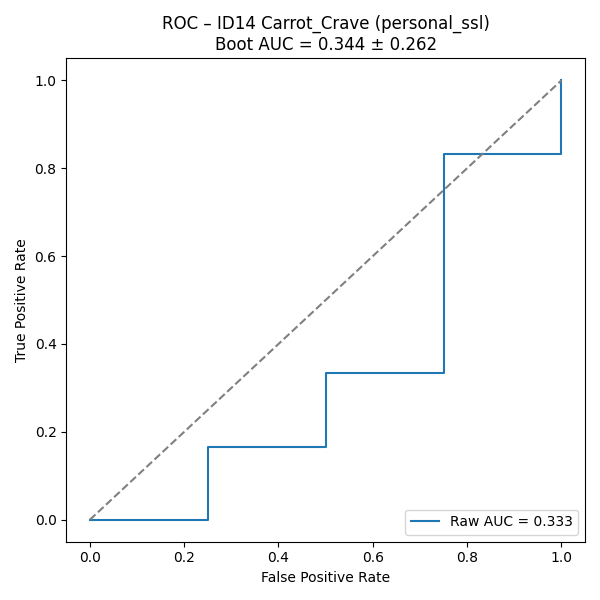 ROC – ID14 Carrot_Crave (personal_ssl)
Boot AUC = 0.344 ± 0.262
1.0
0.8
0.6
0.4
0.2
0.0
True Positive Rate
Raw AUC = 0.333
0.0 0.2 0.4 0.6 0.8 1.0
False Positive Rate